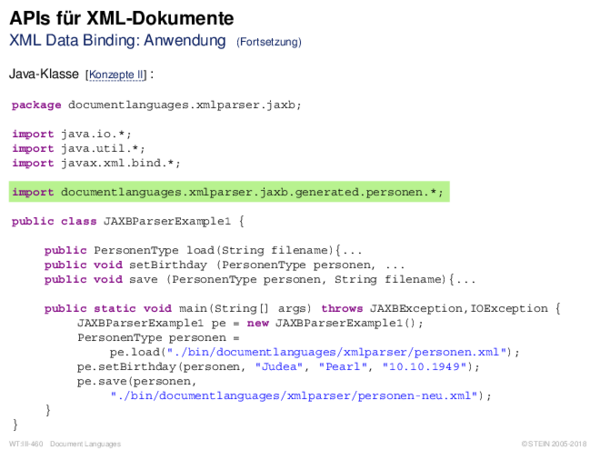 APIs für XML-Dokumente
XML Data Binding: Anwendung (Fortsetzung)
Java-Klasse [Konzepte II] :
package documentlanguages.xmlparser.jaxb;
import java.io.*;
import java.util.*;
import javax.xml.bind.*;
import documentlanguages.xmlparser.jaxb.generated.personen.*;
public class JAXBParserExample1 {
public PersonenType load(String filename){...
public void setBirthday (PersonenType personen, ...
public void save (PersonenType personen, String filename){...
public static void main(String[] args) throws JAXBException,IOException {
JAXBParserExample1 pe = new JAXBParserExample1();
PersonenType personen =
pe.load("./bin/documentlanguages/xmlparser/personen.xml");
pe.setBirthday(personen, "Judea", "Pearl", "10.10.1949");
pe.save(personen,
"./bin/documentlanguages/xmlparser/personen-neu.xml");
}
}
WT:III-460 Document Languages © STEIN 2005-2018